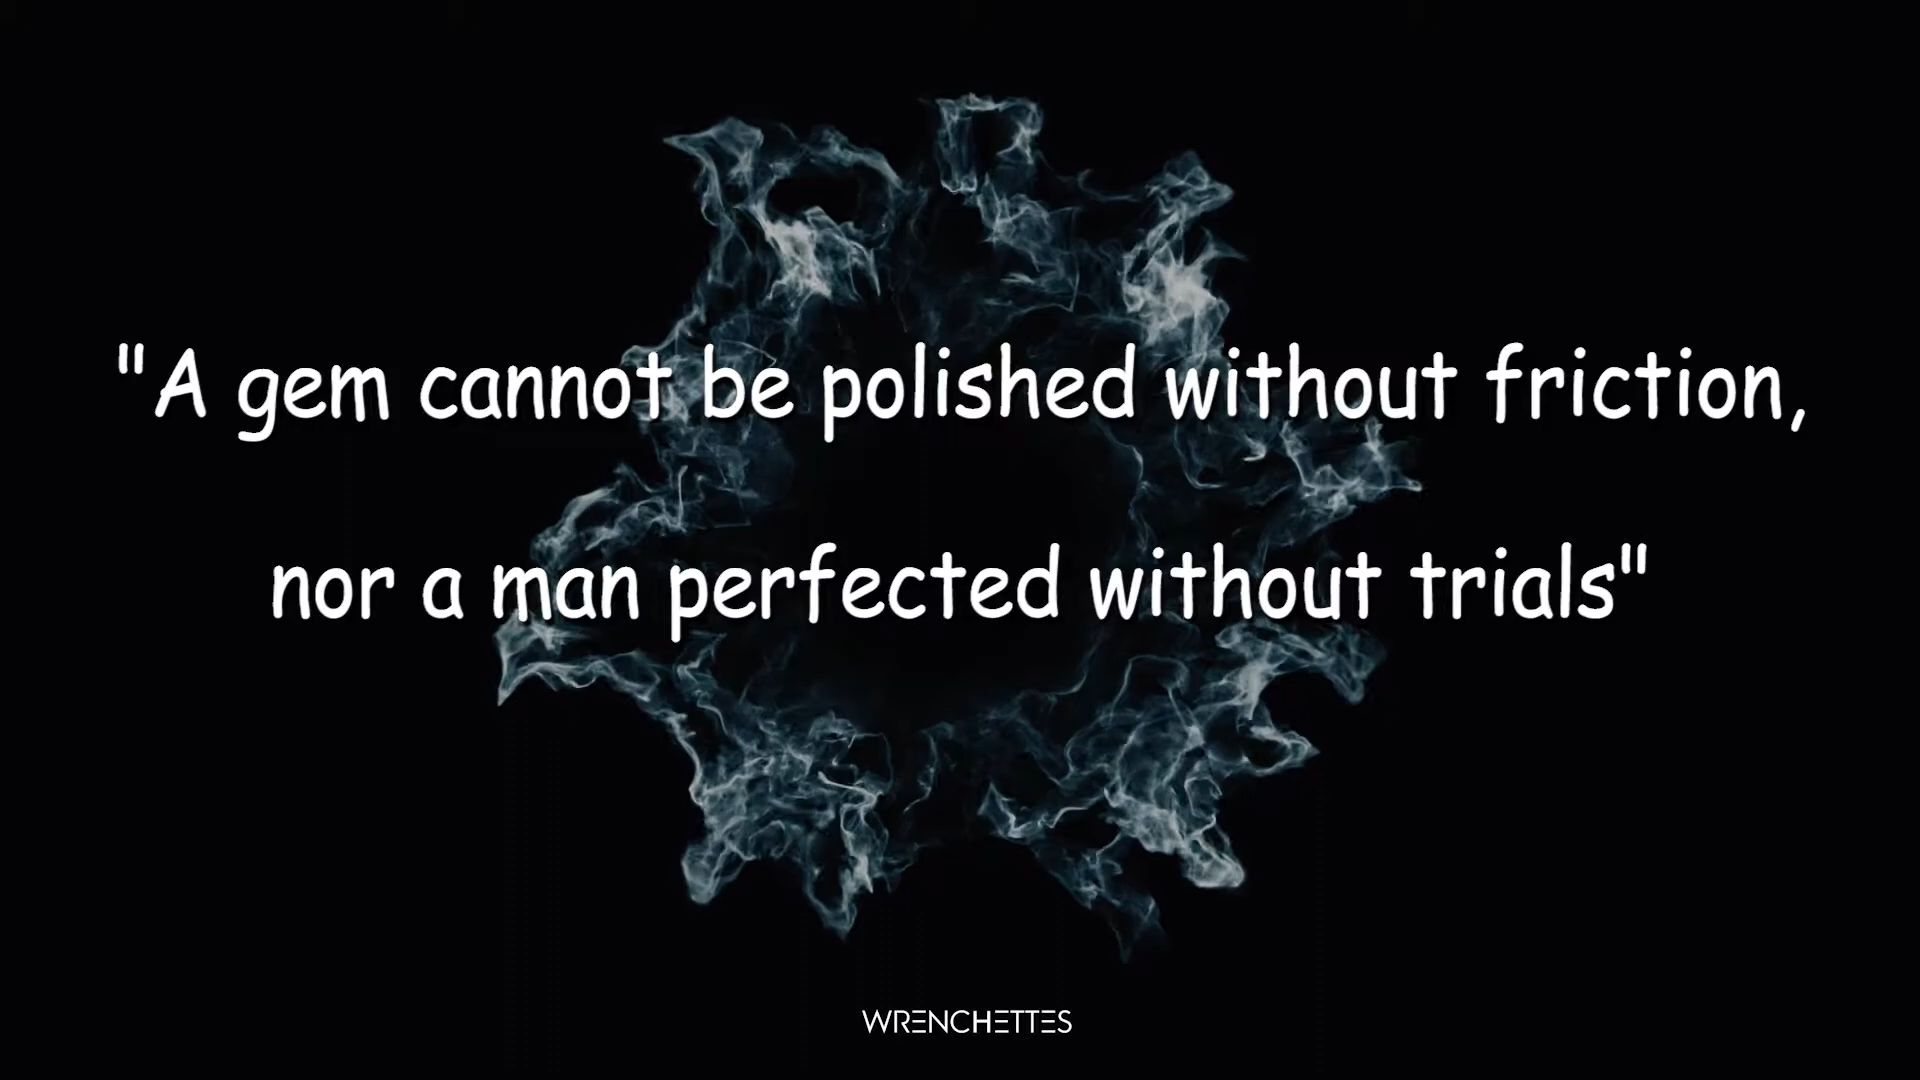 "A gem cannot be polished without friction,
nor a man perfected without trials"
WRENCHETTES